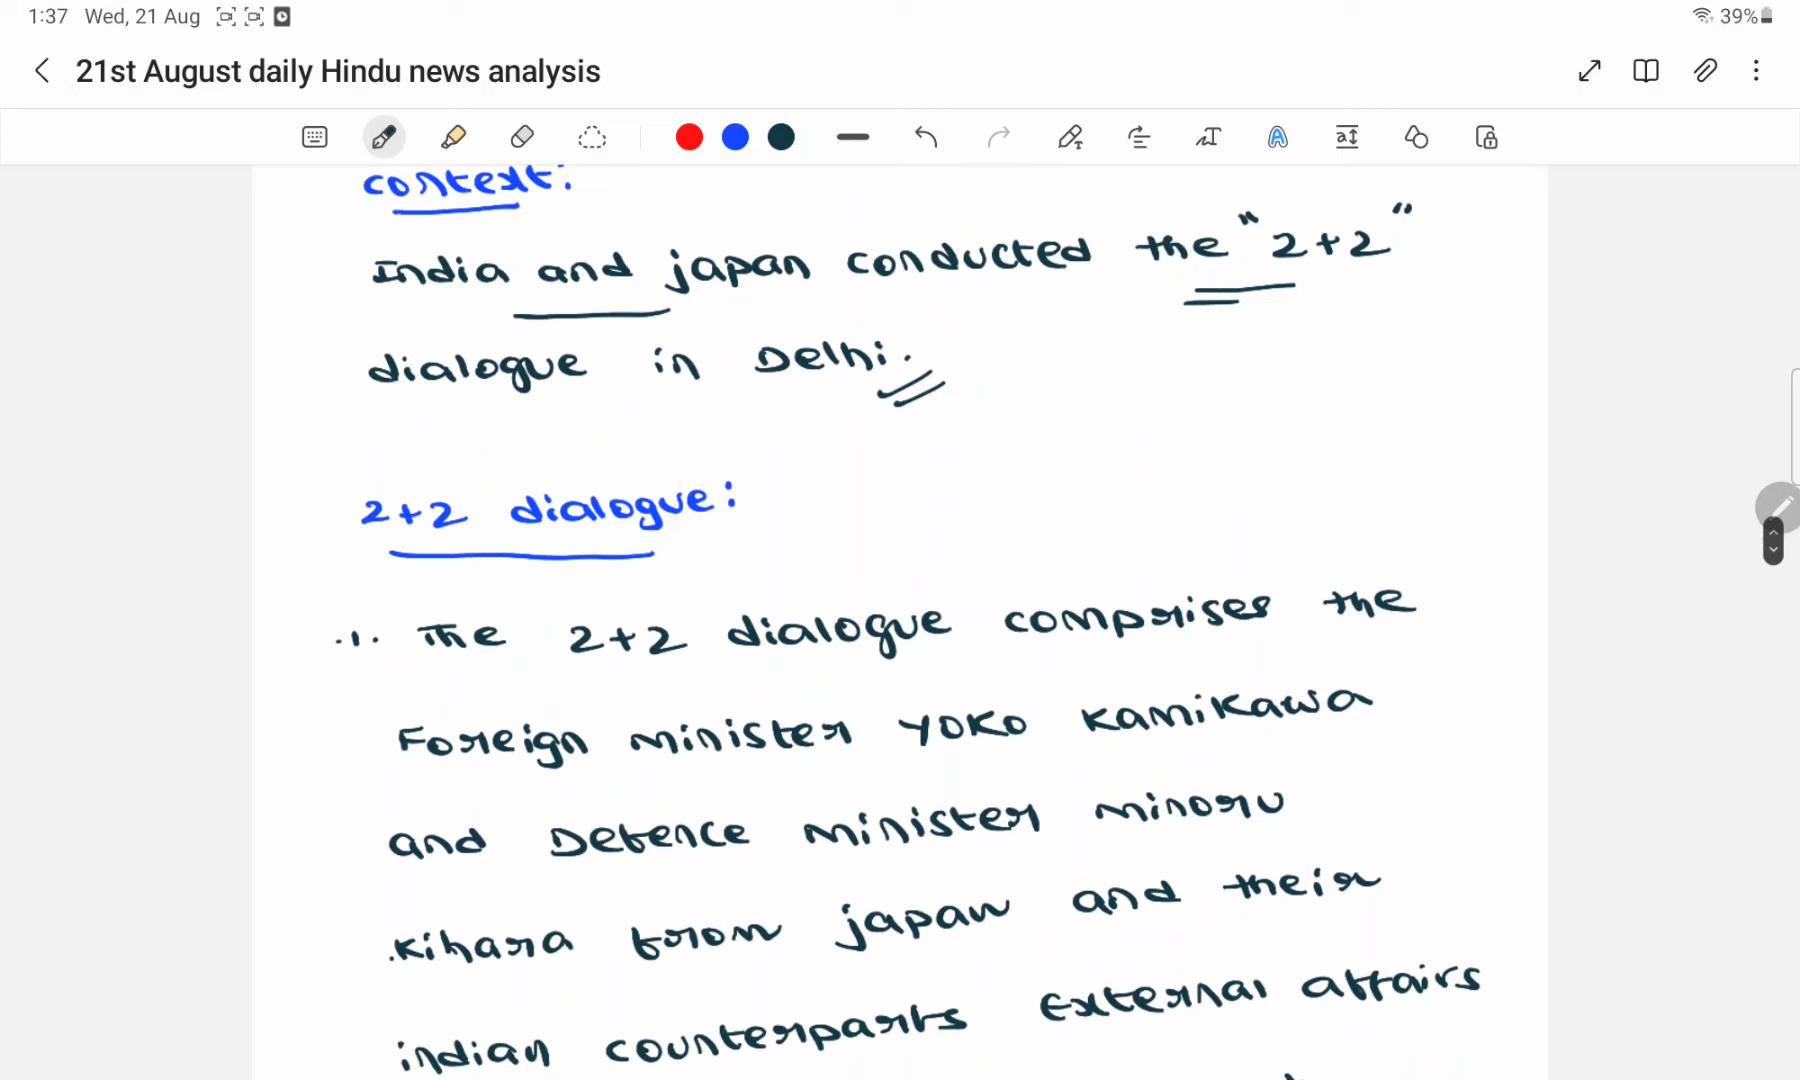 1:37 Wed, 21 Aug 39%
21st August daily Hindu news analysis
context:
India and japan conducted the "2+2"
dialogue in Delhi.
2+2 dialogue:
1. The 2+2 dialogue comprises the
Foreign minister YOKO Kamikawa
and Defence minister minoru
Kihara from japan and their
indian counterparts External affairs